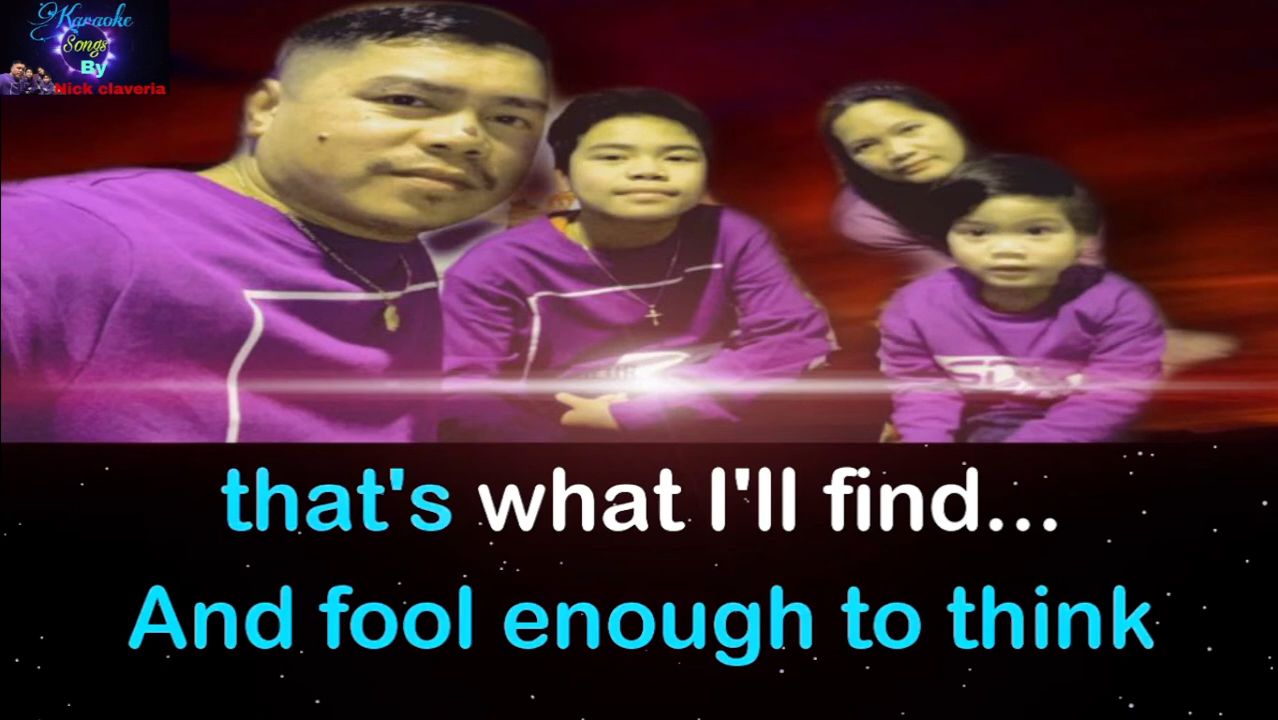 Karaoke
Songs
By
Nick claveria
that's what I'll find...
And fool enough to think